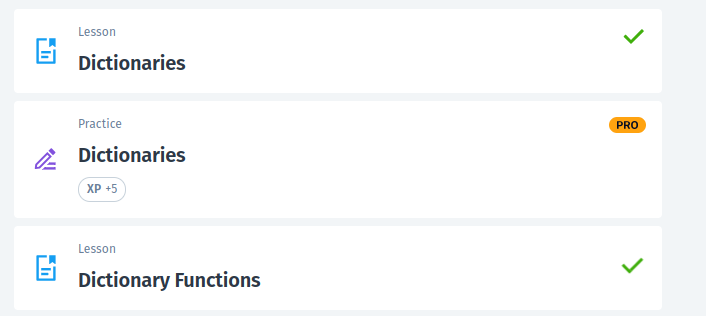 Lesson
Dictionaries
Practice
PRO
Dictionaries
XP +5
Lesson
Dictionary Functions